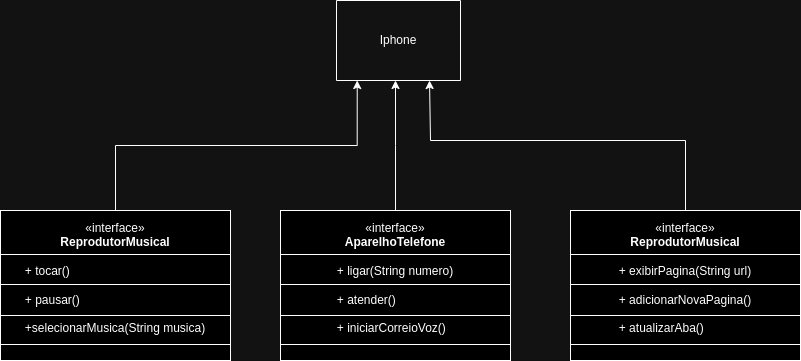 Iphone
«interface»
ReprodutorMusical
+ tocar()
+ pausar()
+selecionarMusica(String musica)
«interface»
AparelhoTelefone
+ ligar(String numero)
+ atender()
+ iniciarCorreioVoz()
«interface»
ReprodutorMusical
+ exibirPagina(String url)
+ adicionarNovaPagina()
+ atualizarAba()